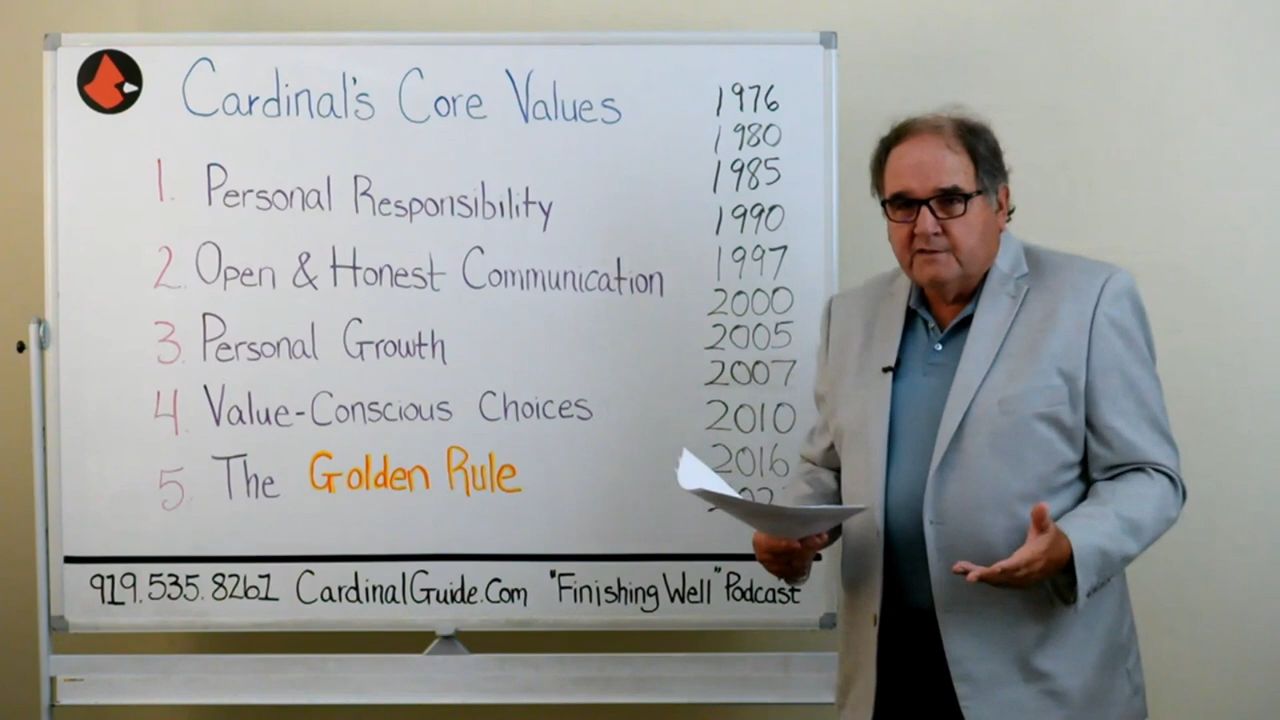 Cardinal's Core Values
1. Personal Responsibility
2. Open & Honest Communication
3. Personal Growth
4. Value-Conscious Choices
5. The Golden Rule
1976
1980
1985
1990
1997
2000
2005
2007
2010
2016
919.535.8261 CardinalGuide.Com "Finishing Well" Podcast